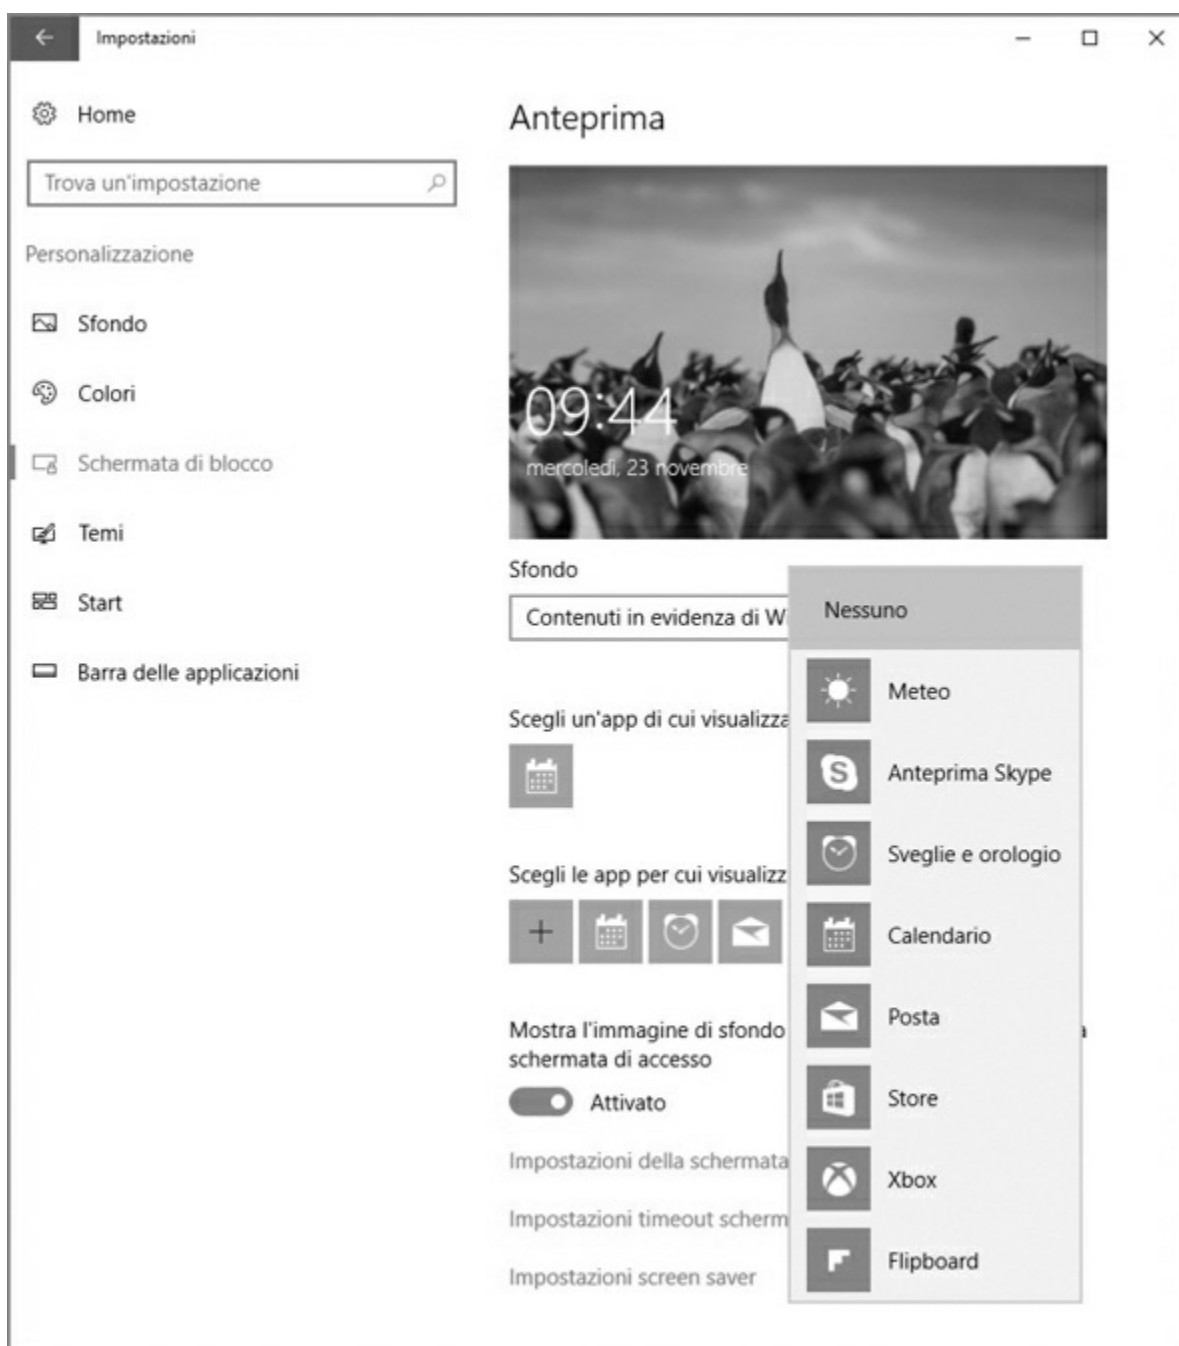 Impostazioni
Home
Trova un'impostazione
Personalizzazione
Sfondo
Colori
Schermata di blocco
Temi
Start
Barra delle applicazioni
Anteprima
09:44
mercoledì, 23 novembre
Sfondo
Contenuti in evidenza di Wi
Scegli un'app di cui visualizza
Scegli le app per cui visualizz
Mostra l'immagine di sfondo
schermata di accesso
Attivato
Impostazioni della schermata
Impostazioni timeout scherm
Impostazioni screen saver
Nessuno
Meteo
Anteprima Skype
Sveglie e orologio
Calendario
Posta
Store
Xbox
Flipboard